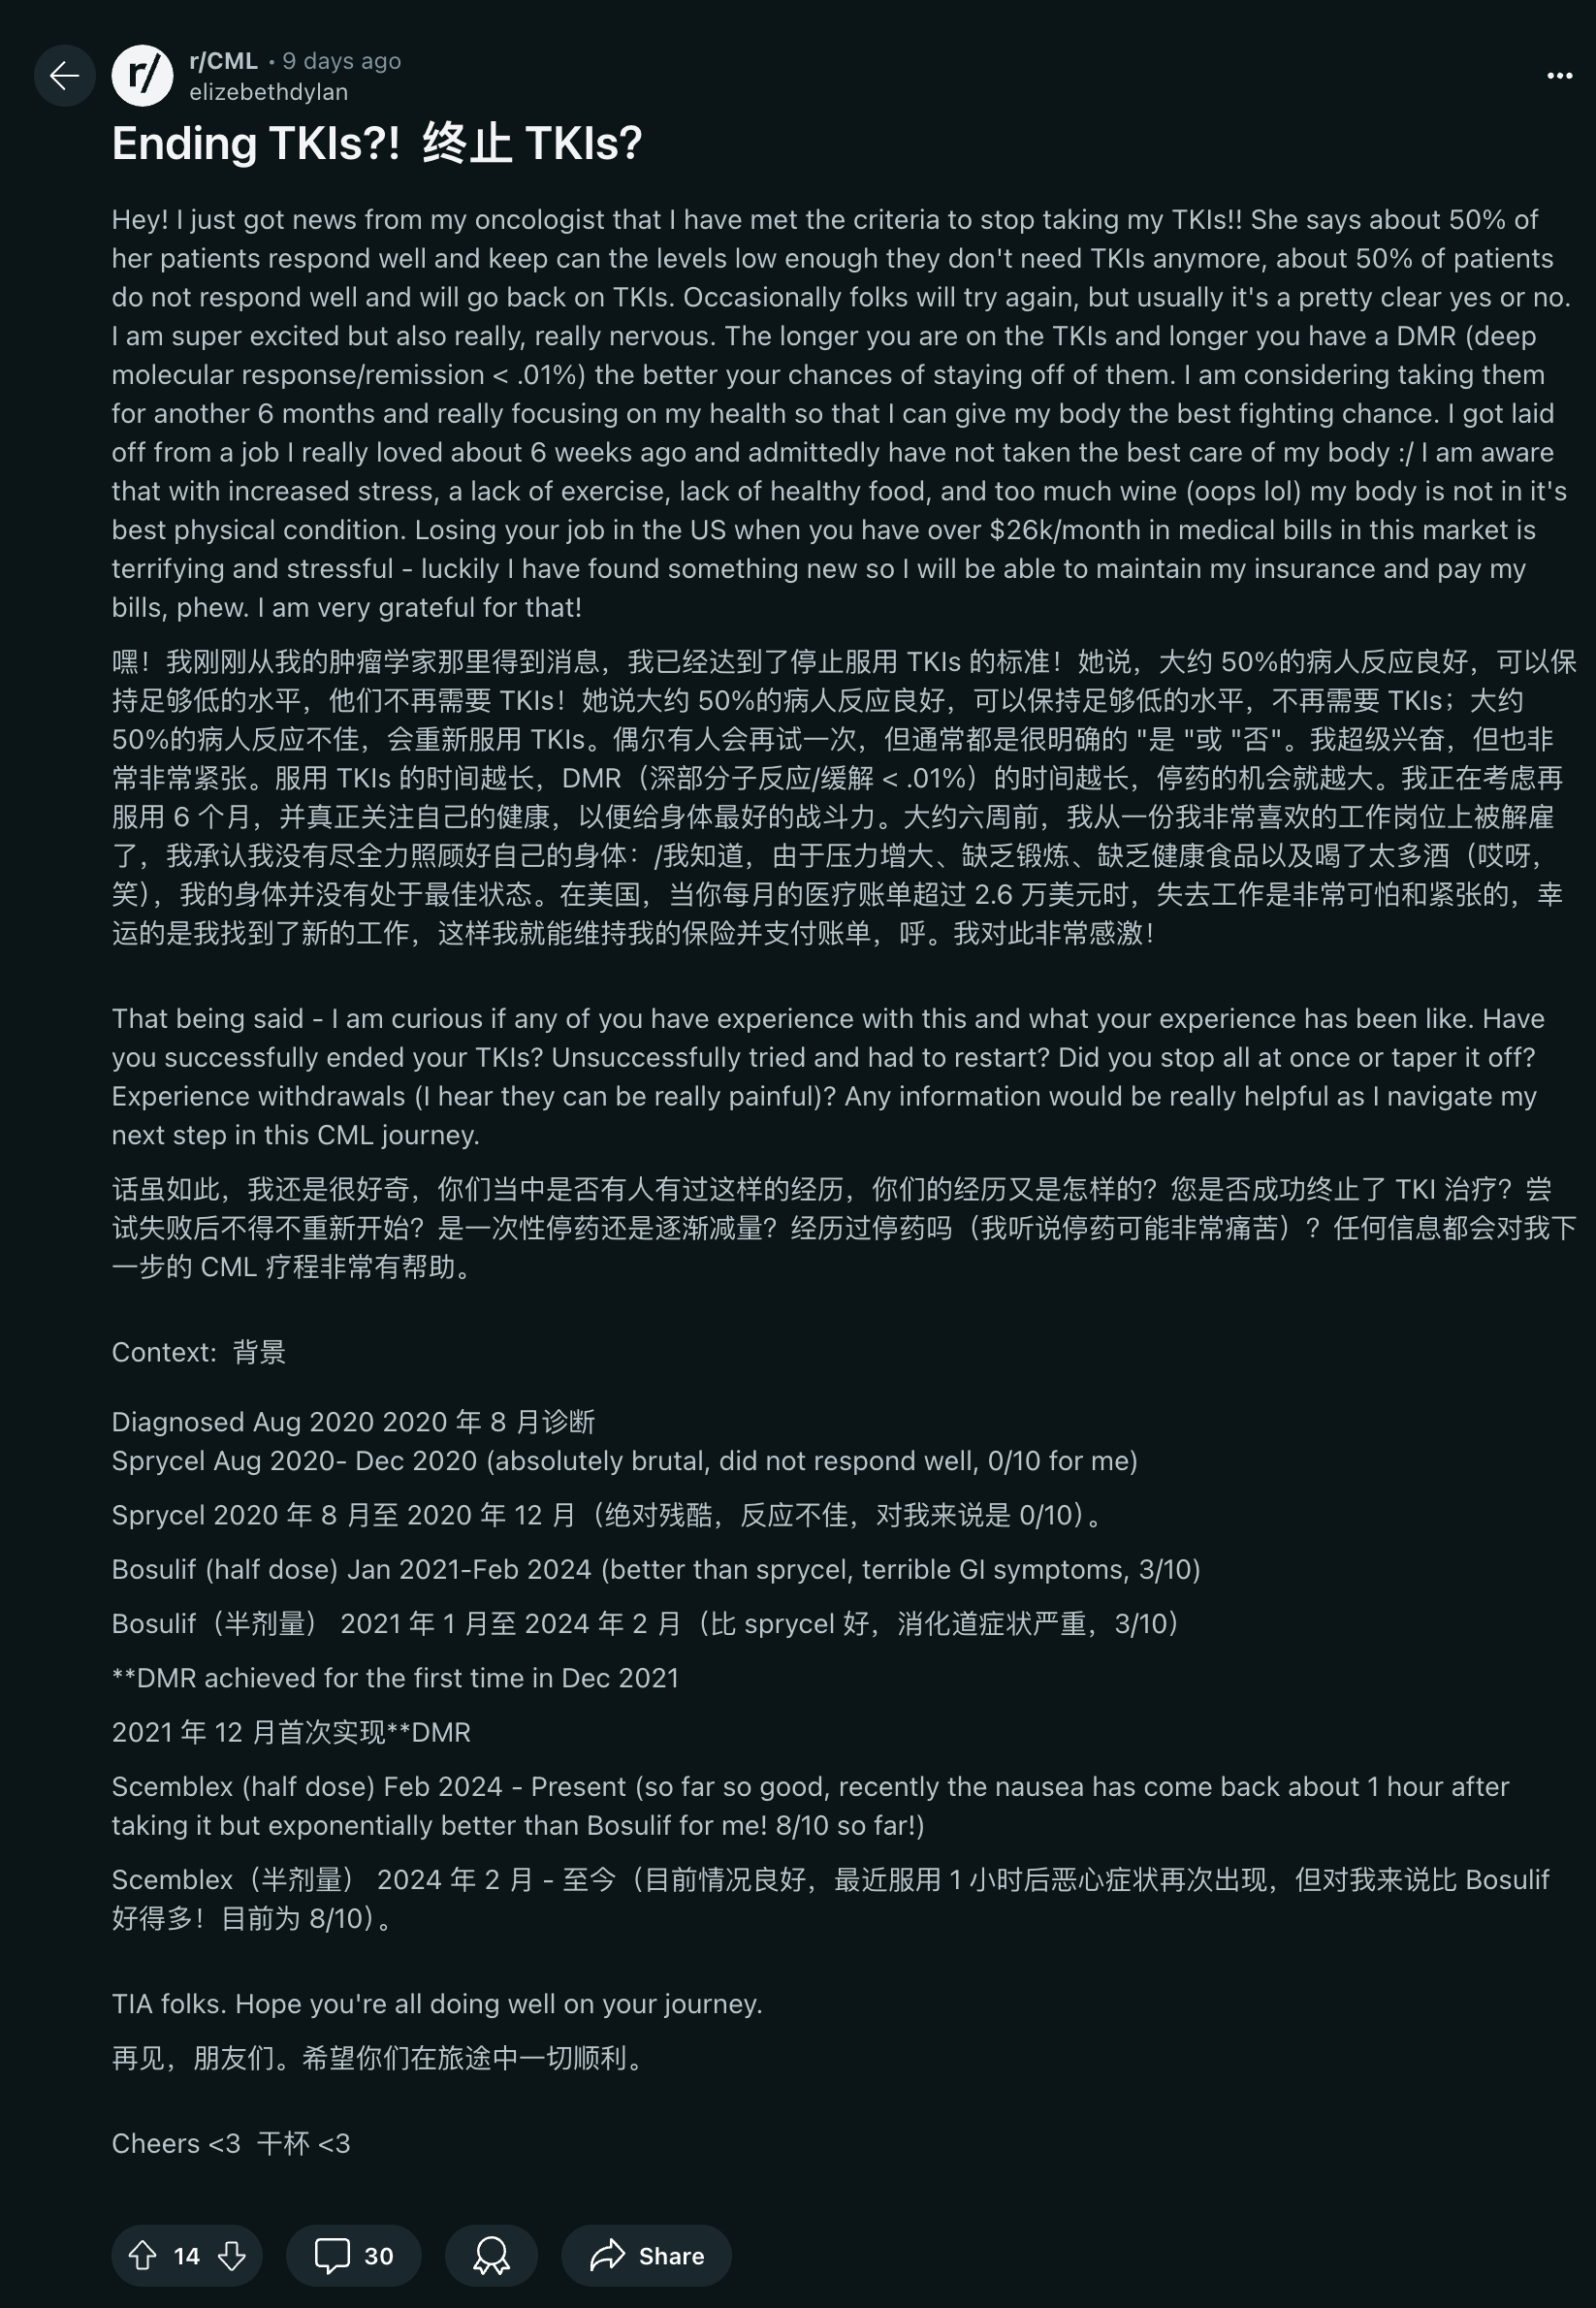 r/CML • 9 days ago
elizebethdylan
Ending TKIs?! 终止 TKIs?
Hey! I just got news from my oncologist that I have met the criteria to stop taking my TKIs!! She says about 50% of
her patients respond well and keep can the levels low enough they don't need TKIs anymore, about 50% of patients
do not respond well and will go back on TKIs. Occasionally folks will try again, but usually it's a pretty clear yes or no.
I am super excited but also really, really nervous. The longer you are on the TKIs and longer you have a DMR (deep
molecular response/remission < .01%) the better your chances of staying off of them. I am considering taking them
for another 6 months and really focusing on my health so that I can give my body the best fighting chance. I got laid
off from a job I really loved about 6 weeks ago and admittedly have not taken the best care of my body :/ I am aware
that with increased stress, a lack of exercise, lack of healthy food, and too much wine (oops lol) my body is not in it's
best physical condition. Losing your job in the US when you have over $26k/month in medical bills in this market is
terrifying and stressful - luckily I have found something new so I will be able to maintain my insurance and pay my
bills, phew. I am very grateful for that!
嘿！我刚刚从我的肿瘤学家那里得到消息，我已经达到了停止服用 TKIs 的标准！她说，大约 50%的病人反应良好，可以保
持足够低的水平，他们不再需要 TKIs！她说大约 50%的病人反应良好，可以保持足够低的水平，不再需要 TKIs；大约
50%的病人反应不佳，会重新服用 TKIs。偶尔有人会再试一次，但通常都是很明确的 "是 "或 "否"。我超级兴奋，但也非
常非常紧张。服用 TKIs 的时间越长，DMR（深部分子反应/缓解 < .01%）的时间越长，停药的机会就越大。我正在考虑再
服用 6 个月，并真正关注自己的健康，以便给身体最好的战斗力。大约六周前，我从一份我非常喜欢的工作岗位上被解雇
了，我承认我没有尽全力照顾好自己的身体：/我知道，由于压力增大、缺乏锻炼、缺乏健康食品以及喝了太多酒（哎呀，
笑），我的身体并没有处于最佳状态。在美国，当你每月的医疗账单超过 2.6 万美元时，失去工作是非常可怕和紧张的，幸
运的是我找到了新的工作，这样我就能维持我的保险并支付账单，呼。我对此非常感激！
That being said - I am curious if any of you have experience with this and what your experience has been like. Have
you successfully ended your TKIs? Unsuccessfully tried and had to restart? Did you stop all at once or taper it off?
Experience withdrawals (I hear they can be really painful)? Any information would be really helpful as I navigate my
next step in this CML journey.
话虽如此，我还是很好奇，你们当中是否有人有过这样的经历，你们的经历又是怎样的？您是否成功终止了 TKI 治疗？尝
试失败后不得不重新开始？是一次性停药还是逐渐减量？经历过停药吗（我听说停药可能非常痛苦）？任何信息都会对我下
一步的 CML 疗程非常有帮助。
Context: 背景
Diagnosed Aug 2020 2020 年 8 月诊断
Sprycel Aug 2020- Dec 2020 (absolutely brutal, did not respond well, 0/10 for me)
Sprycel 2020 年 8 月至 2020 年 12 月（绝对残酷，反应不佳，对我来说是 0/10）。
Bosulif (half dose) Jan 2021-Feb 2024 (better than sprycel, terrible GI symptoms, 3/10)
Bosulif（半剂量） 2021 年 1 月至 2024 年 2 月（比 sprycel 好，消化道症状严重，3/10）
**DMR achieved for the first time in Dec 2021
2021 年 12 月首次实现**DMR
Scemblex (half dose) Feb 2024 - Present (so far so good, recently the nausea has come back about 1 hour after
taking it but exponentially better than Bosulif for me! 8/10 so far!)
Scemblex（半剂量） 2024 年 2 月 - 至今（目前情况良好，最近服用 1 小时后恶心症状再次出现，但对我来说比 Bosulif
好得多！目前为 8/10）。
TIA folks. Hope you're all doing well on your journey.
再见，朋友们。希望你们在旅途中一切顺利。
Cheers <3 干杯 <3
14
30
Share